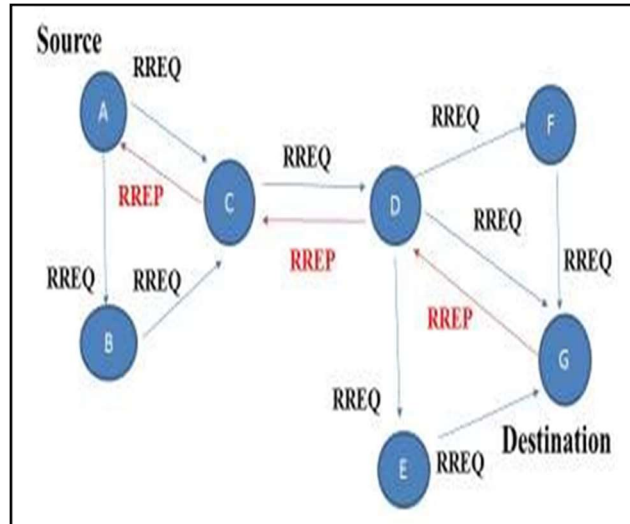 Source
RREQ
A
RREQ
F
RREQ
RREP
C
D
RREQ
RREP
RREQ
RREQ
RREQ
RREP
B
G
RREQ
Destination
RREQ
E